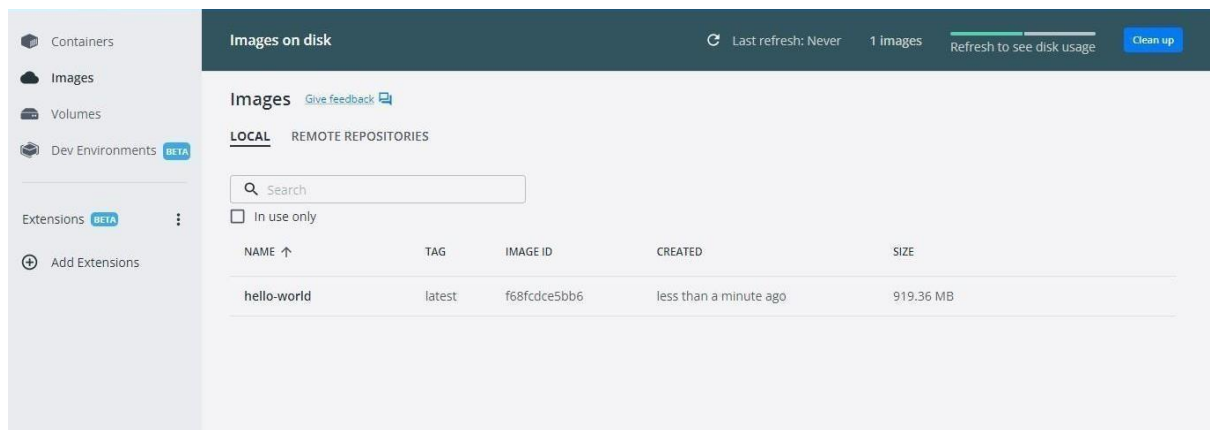 Containers
Images
Volumes
Dev Environments BETA
Extensions BETA
Add Extensions
Images on disk
Last refresh: Never
1 images
Refresh to see disk usage
Clean up
Images Give feedback
LOCAL REMOTE REPOSITORIES
Search
In use only
NAME TAG IMAGE ID CREATED SIZE
hello-world latest f68fcdce5bb6 less than a minute ago 919.36 MB